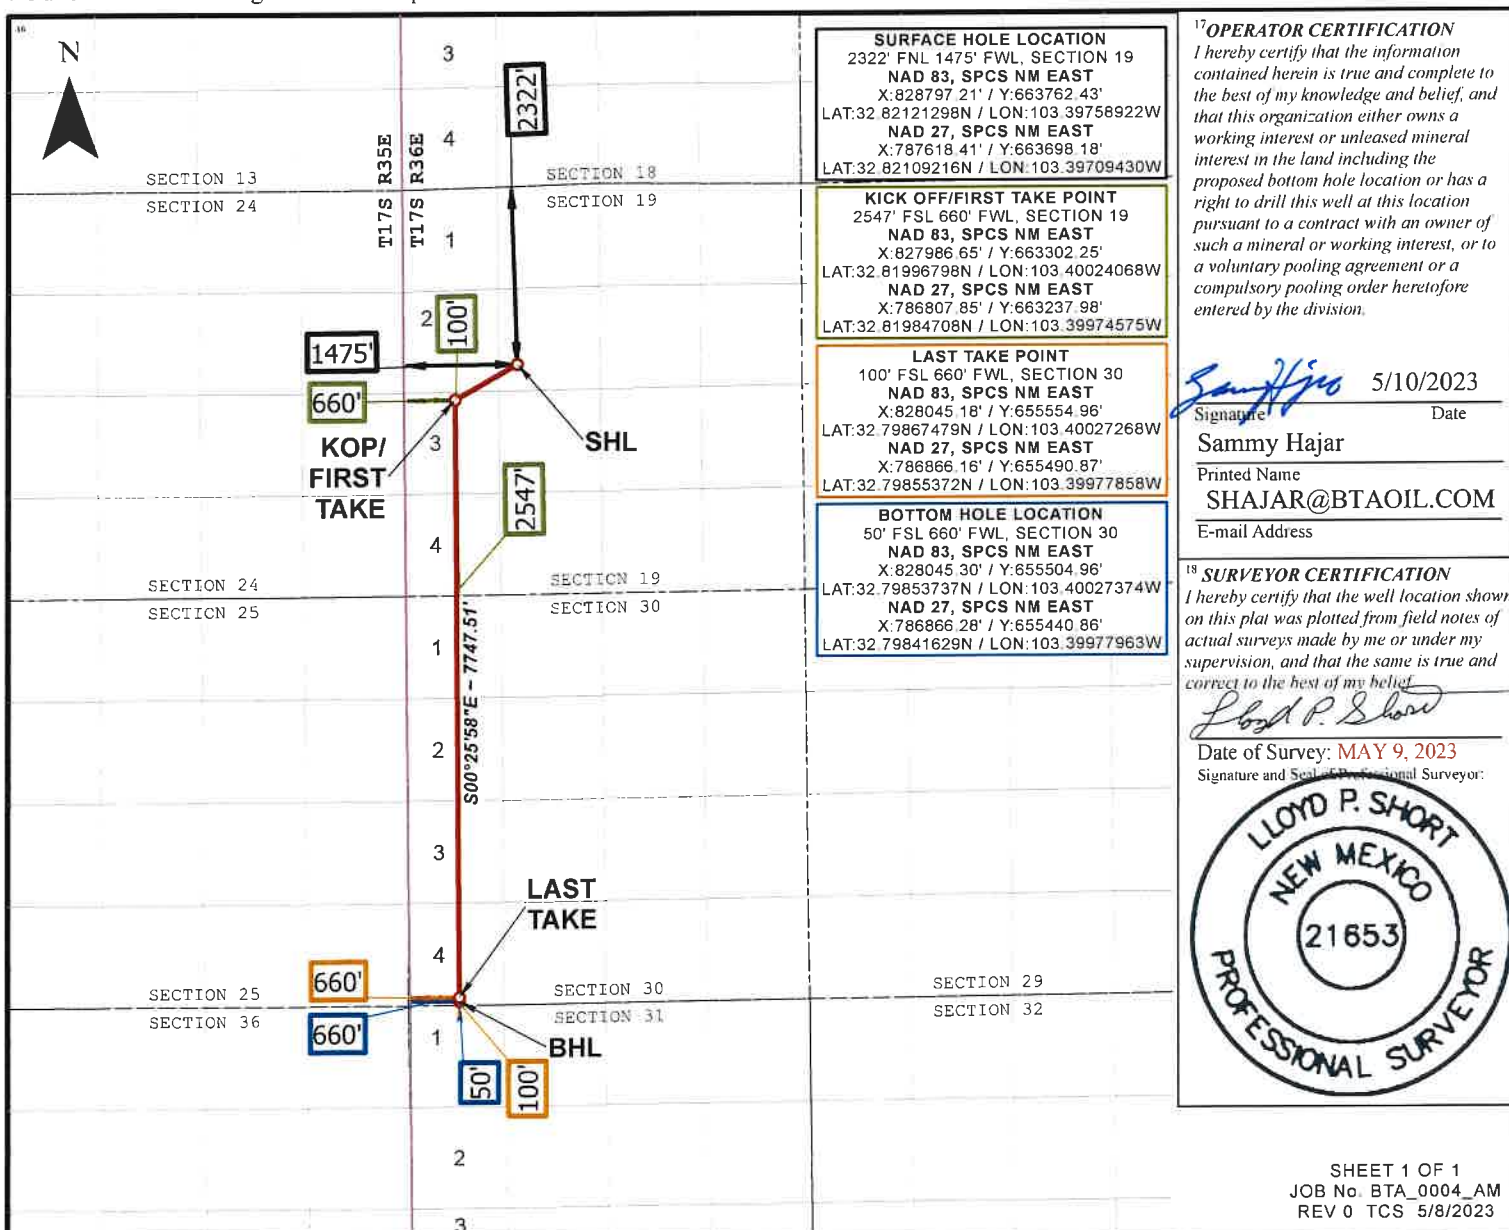 16
N
3
2322'
4
T17S R35E
T17S R36E
SECTION 13
SECTION 18
SECTION 24
SECTION 19
1
2
100'
1475'
660'
KOP/
FIRST
TAKE
SHL
3
2547'
4
SECTION 24
SECTION 19
SECTION 25
SECTION 30
1
S00°25'58"E ~ 7747.51'
2
3
LAST
TAKE
4
660'
SECTION 25
SECTION 30
SECTION 29
SECTION 36
SECTION 31
SECTION 32
660'
1
BHL
50'
100'
2
3
SURFACE HOLE LOCATION
2322' FNL 1475' FWL, SECTION 19
NAD 83, SPCS NM EAST
X:828797.21' / Y:663762.43'
LAT:32.82121298N / LON:103.39758922W
NAD 27, SPCS NM EAST
X:787618.41' / Y:663698.18'
LAT:32.82109216N / LON:103.39709430W
KICK OFF/FIRST TAKE POINT
2547' FSL 660' FWL, SECTION 19
NAD 83, SPCS NM EAST
X:827986.65' / Y:663302.25'
LAT:32.81996798N / LON:103.40024068W
NAD 27, SPCS NM EAST
X:786807.85' / Y:663237.98'
LAT:32.81984708N / LON:103.39974575W
LAST TAKE POINT
100' FSL 660' FWL, SECTION 30
NAD 83, SPCS NM EAST
X:828045.18' / Y:655554.96'
LAT:32.79867479N / LON:103.40027268W
NAD 27, SPCS NM EAST
X:786866.16' / Y:655490.87'
LAT:32.79855372N / LON:103.39977858W
BOTTOM HOLE LOCATION
50' FSL 660' FWL, SECTION 30
NAD 83, SPCS NM EAST
X:828045.30' / Y:655504.96'
LAT:32.79853737N / LON:103.40027374W
NAD 27, SPCS NM EAST
X:786866.28' / Y:655440.86'
LAT:32.79841629N / LON:103.39977963W
17 OPERATOR CERTIFICATION
I hereby certify that the information
contained herein is true and complete to
the best of my knowledge and belief, and
that this organization either owns a
working interest or unleased mineral
interest in the land including the
proposed bottom hole location or has a
right to drill this well at this location
pursuant to a contract with an owner of
such a mineral or working interest, or to
a voluntary pooling agreement or a
compulsory pooling order heretofore
entered by the division.
5/10/2023
Signature Date
Sammy Hajar
Printed Name
SHAJAR@BTAOIL.COM
E-mail Address
18 SURVEYOR CERTIFICATION
I hereby certify that the well location shown
on this plat was plotted from field notes of
actual surveys made by me or under my
supervision, and that the same is true and
correct to the best of my belief
Lloyd P. Short
Date of Survey: MAY 9, 2023
Signature and Seal of Professional Surveyor:
LLOYD P. SHORT
NEW MEXICO
21653
PROFESSIONAL SURVEYOR
SHEET 1 OF 1
JOB No. BTA_0004_AM
REV 0 TCS 5/8/2023